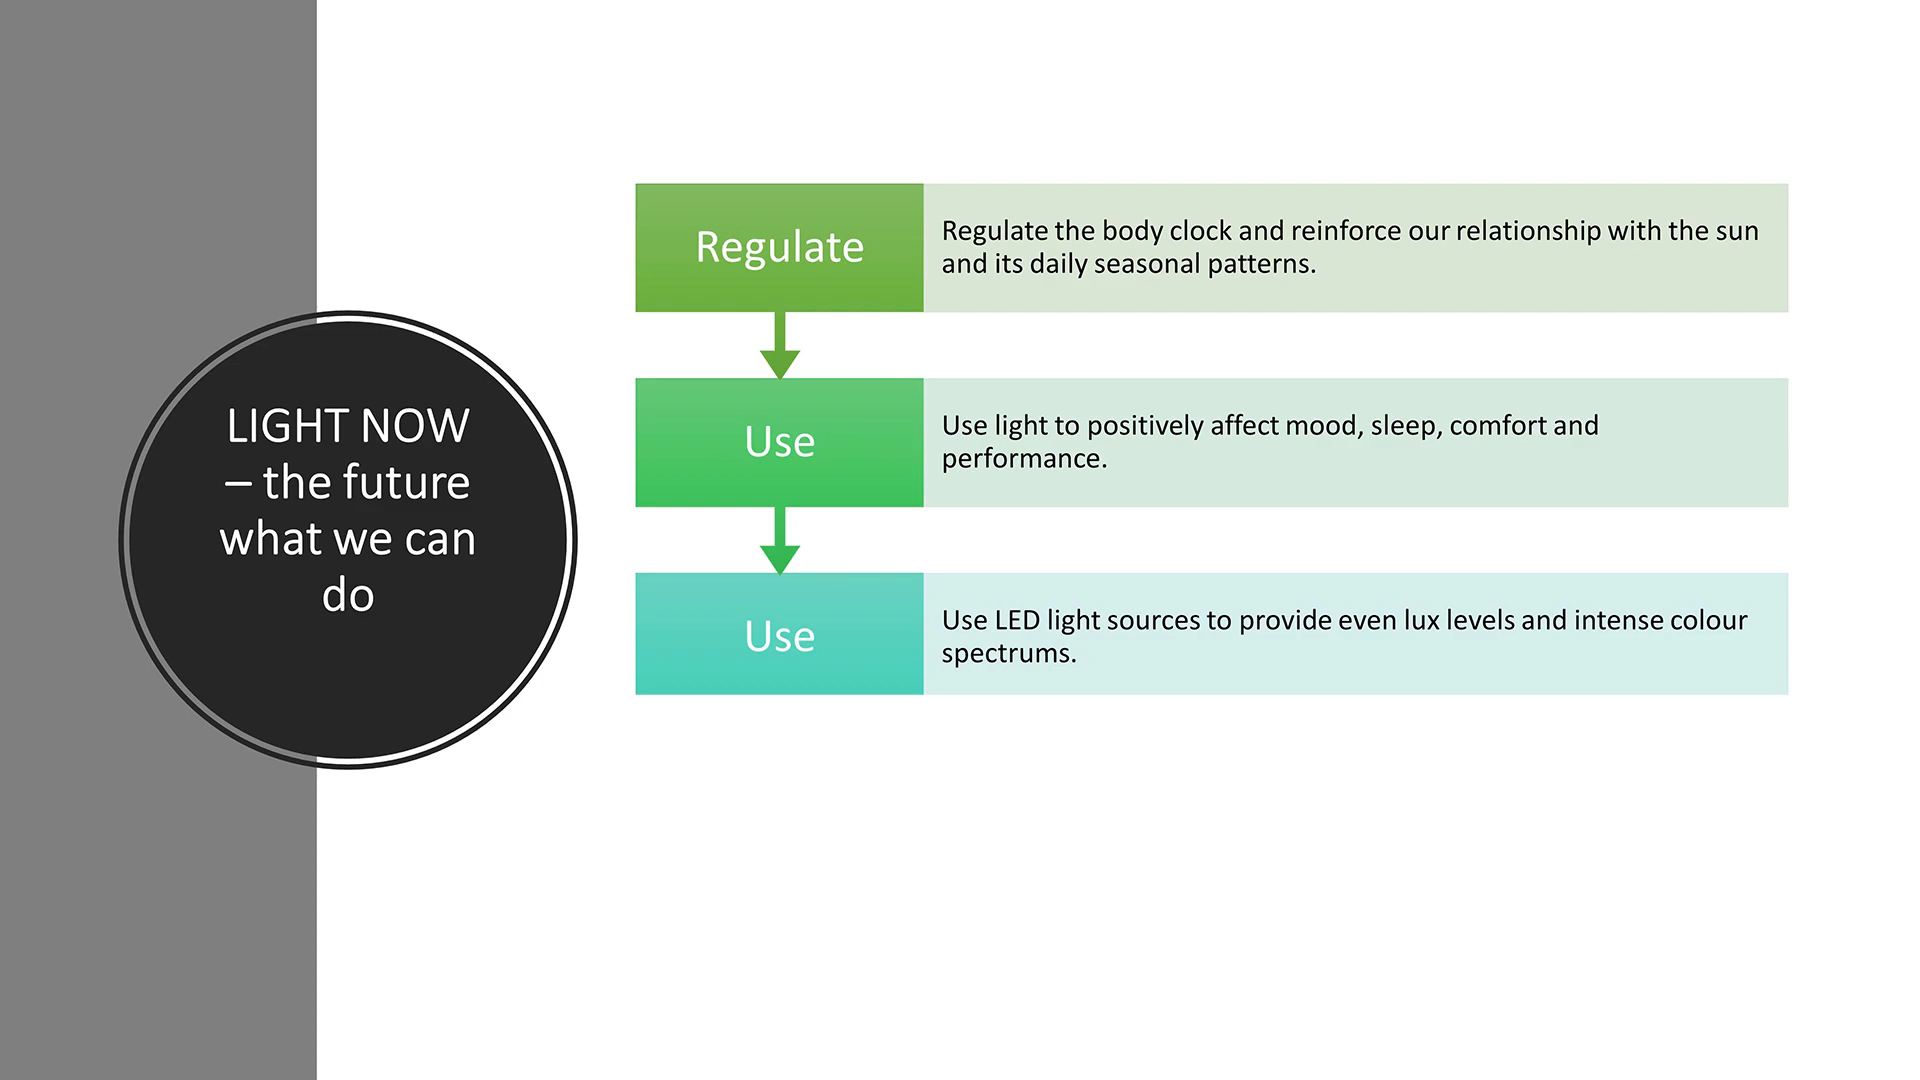 LIGHT NOW
– the future
what we can
do
Regulate
Regulate the body clock and reinforce our relationship with the sun
and its daily seasonal patterns.
Use
Use light to positively affect mood, sleep, comfort and
performance.
Use
Use LED light sources to provide even lux levels and intense colour
spectrums.